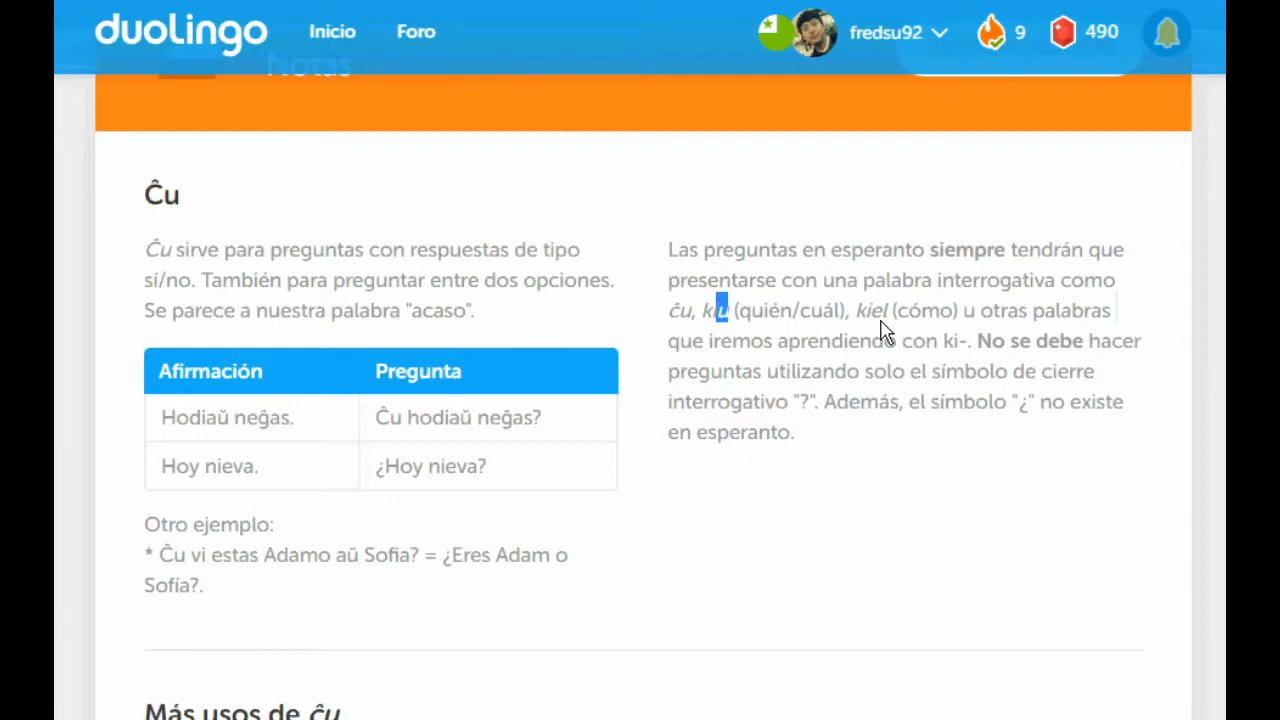 duolingo Inicio Foro fredsu92 9 490
Notas
Ĉu
Ĉu sirve para preguntas con respuestas de tipo
sí/no. También para preguntar entre dos opciones.
Se parece a nuestra palabra "acaso".
Afirmación Pregunta
Hodiaŭ neĝas. Ĉu hodiaŭ neĝas?
Hoy nieva. ¿Hoy nieva?
Otro ejemplo:
* Ĉu vi estas Adamo aŭ Sofia? = ¿Eres Adam o
Sofía?.
Las preguntas en esperanto siempre tendrán que
presentarse con una palabra interrogativa como
ĉu, kiu (quién/cuál), kiel (cómo) u otras palabras
que iremos aprendiendo con ki-. No se debe hacer
preguntas utilizando solo el símbolo de cierre
interrogativo "?". Además, el símbolo "¿" no existe
en esperanto.
Más usos de ĉu